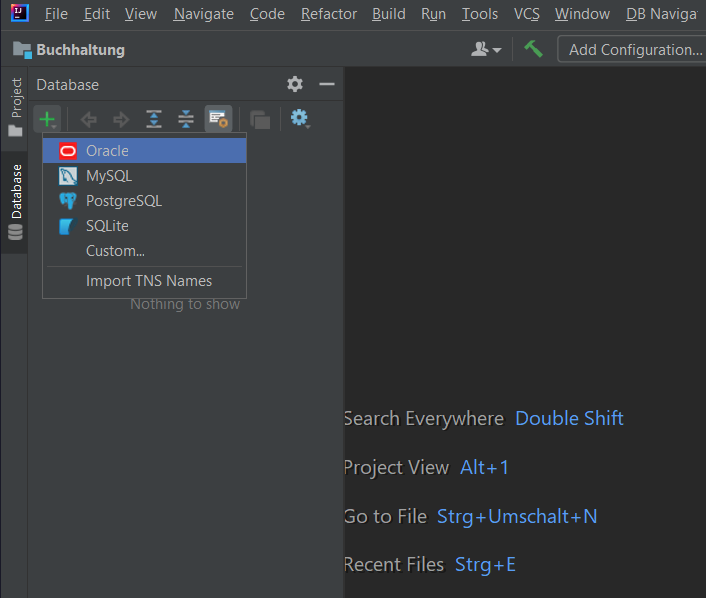 File Edit View Navigate Code Refactor Build Run Tools VCS Window DB Naviga
Buchhaltung
Add Configuration...
Project
Database
Database
Oracle
MySQL
PostgreSQL
SQLite
Custom...
Import TNS Names
Nothing to show
Search Everywhere Double Shift
Project View Alt+1
Go to File Strg+Umschalt+N
Recent Files Strg+E